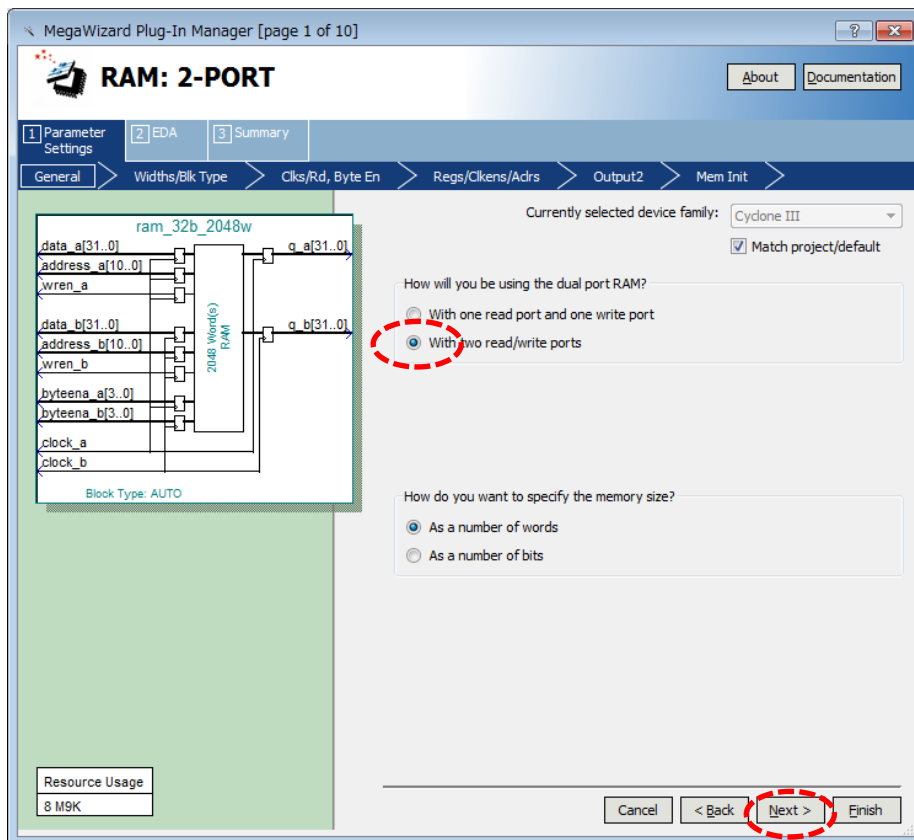 MegaWizard Plug-In Manager [page 1 of 10]
RAM: 2-PORT
About
Documentation
1 Parameter Settings
2 EDA
3 Summary
General
Widths/Blk Type
Clks/Rd, Byte En
Regs/Clkens/Adrs
Output2
Mem Init
ram_32b_2048w
data_a[31..0]
q_a[31..0]
address_a[10..0]
wren_a
data_b[31..0]
q_b[31..0]
address_b[10..0]
wren_b
2048 Word(s)
RAM
byteena_a[3..0]
byteena_b[3..0]
clock_a
clock_b
Block Type: AUTO
Currently selected device family:
Cyclone III
Match project/default
How will you be using the dual port RAM?
With one read port and one write port
With two read/write ports
How do you want to specify the memory size?
As a number of words
As a number of bits
Resource Usage
8 M9K
Cancel
< Back
Next >
Finish